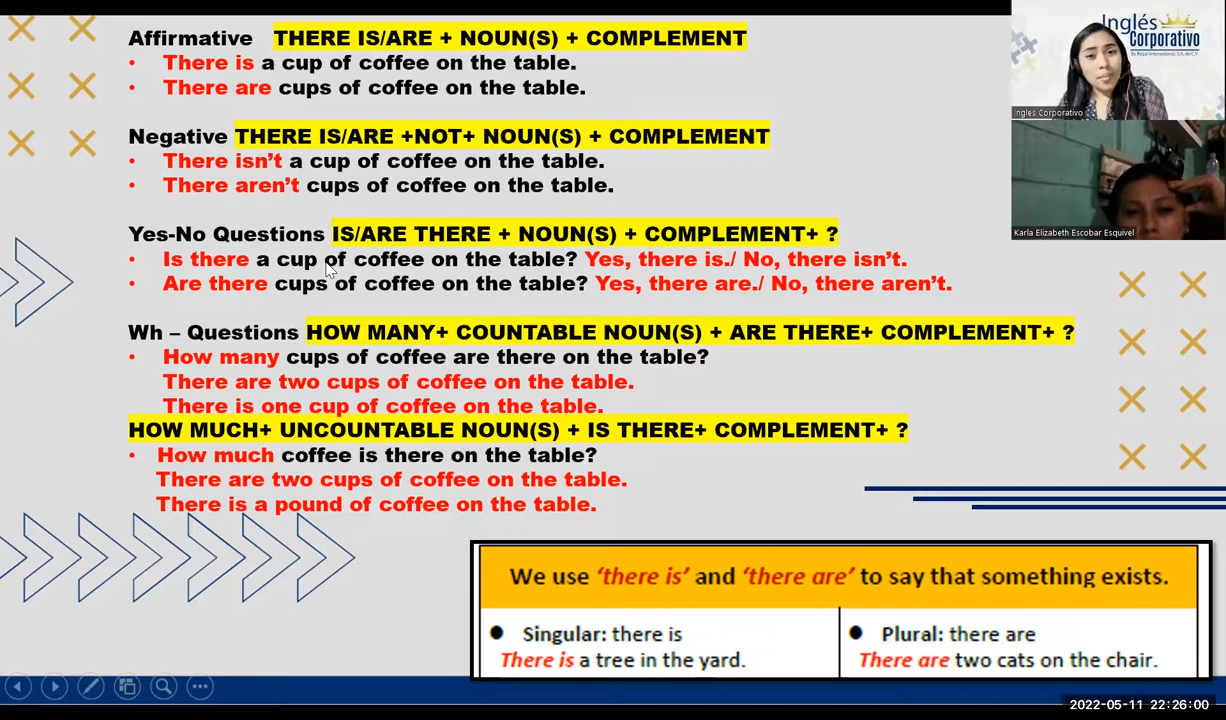 Affirmative THERE IS/ARE + NOUN(S) + COMPLEMENT
• There is a cup of coffee on the table.
• There are cups of coffee on the table.
Negative THERE IS/ARE +NOT+ NOUN(S) + COMPLEMENT
• There isn't a cup of coffee on the table.
• There aren't cups of coffee on the table.
Yes-No Questions IS/ARE THERE + NOUN(S) + COMPLEMENT+ ?
• Is there a cup of coffee on the table? Yes, there is./ No, there isn't.
• Are there cups of coffee on the table? Yes, there are./ No, there aren't.
Wh – Questions HOW MANY+ COUNTABLE NOUN(S) + ARE THERE+ COMPLEMENT+ ?
• How many cups of coffee are there on the table?
There are two cups of coffee on the table.
There is one cup of coffee on the table.
HOW MUCH+ UNCOUNTABLE NOUN(S) + IS THERE+ COMPLEMENT+ ?
• How much coffee is there on the table?
There are two cups of coffee on the table.
There is a pound of coffee on the table.
We use 'there is' and 'there are' to say that something exists.
● Singular: there is
There is a tree in the yard.
● Plural: there are
There are two cats on the chair.
Inglés
Corporativo
By Regal International, S.A. de C.V.
Ingles Corporativo
Karla Elizabeth Escobar Esquivel
2022-05-11 22:26:00